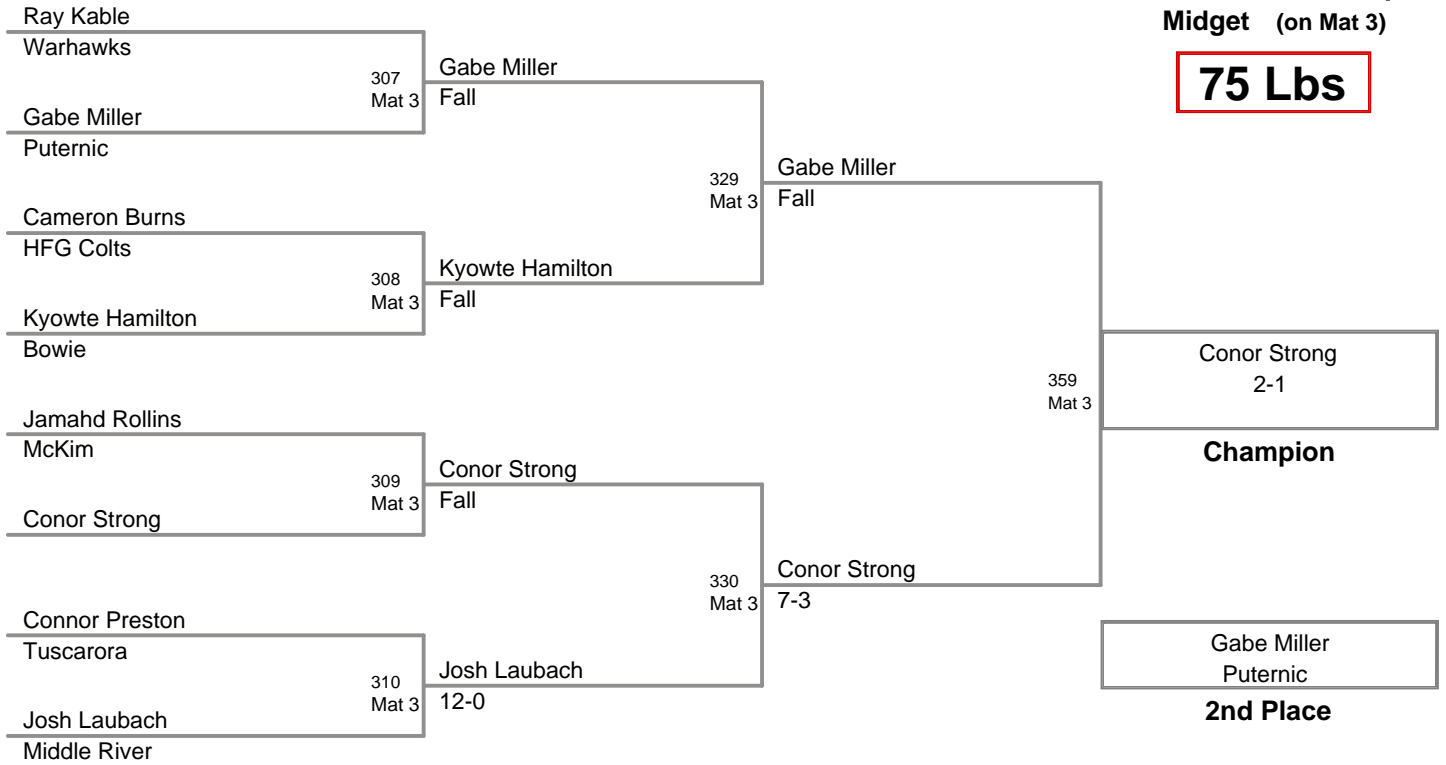 Ray Kable
Warhawks
307
Mat 3
Gabe Miller
Fall
Gabe Miller
Puternic
329
Mat 3
Gabe Miller
Fall
Cameron Burns
HFG Colts
308
Mat 3
Kyowte Hamilton
Fall
Kyowte Hamilton
Bowie
359
Mat 3
Conor Strong
2-1
Champion
Jamahd Rollins
McKim
309
Mat 3
Conor Strong
Fall
Conor Strong
330
Mat 3
Conor Strong
7-3
Connor Preston
Tuscarora
310
Mat 3
Josh Laubach
12-0
Josh Laubach
Middle River
Gabe Miller
Puternic
2nd Place
Midget (on Mat 3)
75 Lbs